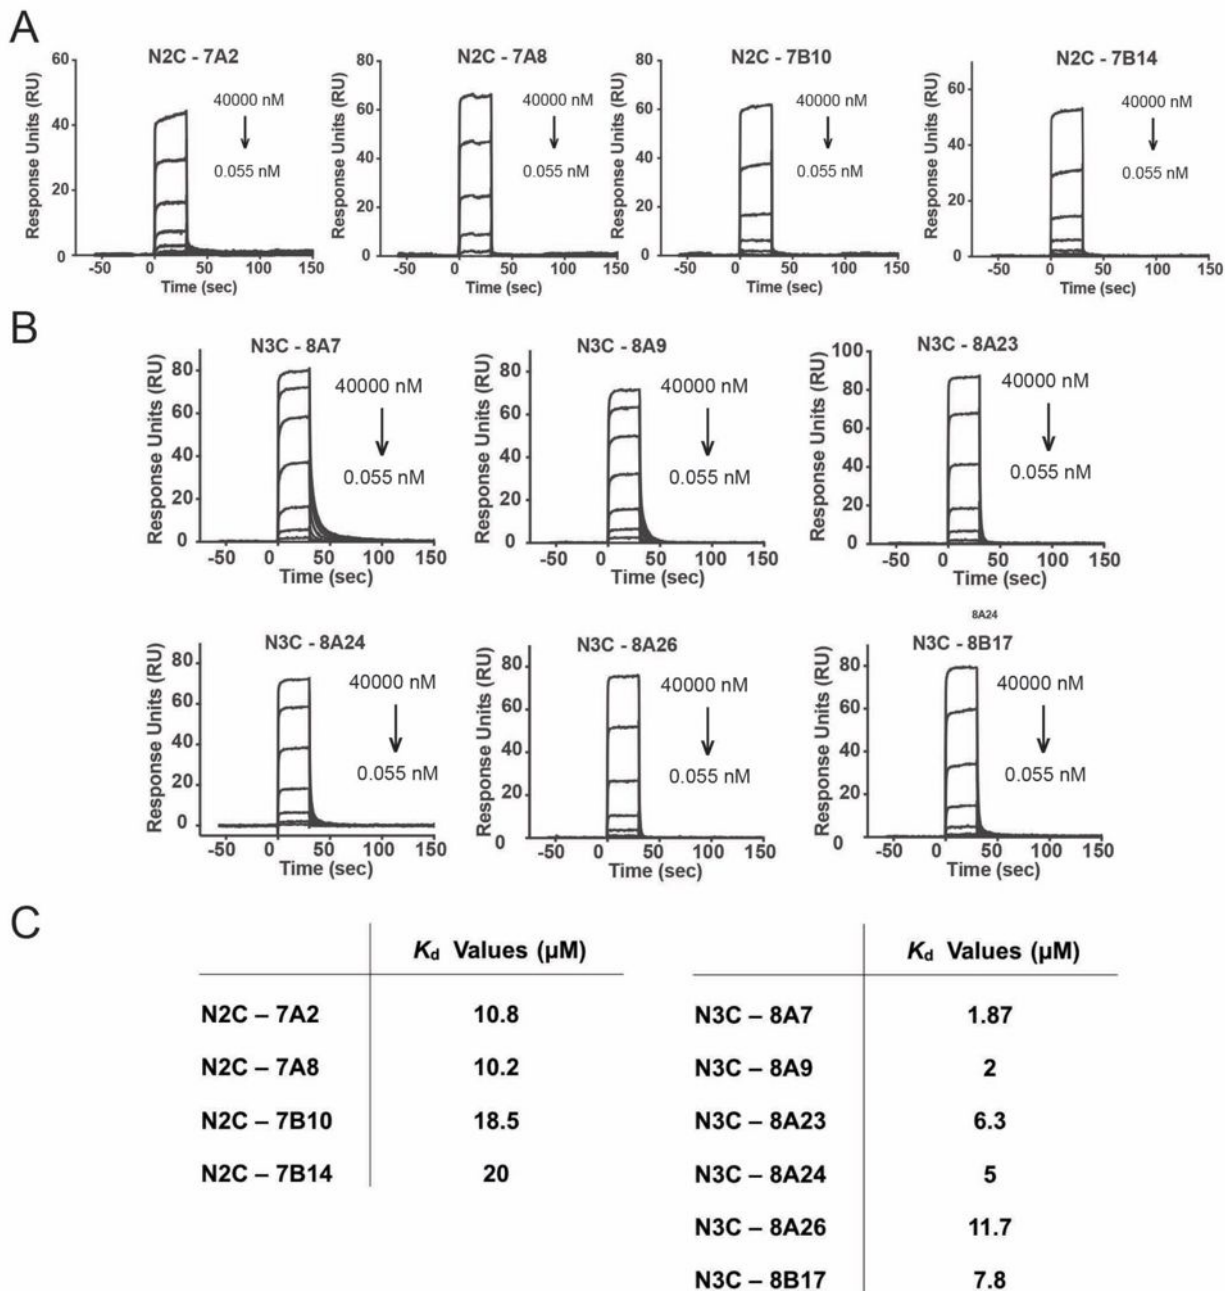 A
N2C - 7A2
Response Units (RU)
60
40
20
0
40000 nM
0.055 nM
-50 0 50 100 150
Time (sec)
N2C - 7A8
Response Units (RU)
80
60
40
20
0
40000 nM
0.055 nM
-50 0 50 100 150
Time (sec)
N2C - 7B10
Response Units (RU)
80
60
40
20
0
40000 nM
0.055 nM
-50 0 50 100 150
Time (sec)
N2C - 7B14
Response Units (RU)
60
40
20
0
40000 nM
0.055 nM
-50 0 50 100 150
Time (sec)
B
N3C - 8A7
Response Units (RU)
80
60
40
20
0
40000 nM
0.055 nM
-50 0 50 100 150
Time (sec)
N3C - 8A9
Response Units (RU)
80
60
40
20
0
40000 nM
0.055 nM
-50 0 50 100 150
Time (sec)
N3C - 8A23
Response Units (RU)
100
80
60
40
20
0
40000 nM
0.055 nM
-50 0 50 100 150
Time (sec)
N3C - 8A24
Response Units (RU)
80
60
40
20
0
40000 nM
0.055 nM
-50 0 50 100 150
Time (sec)
N3C - 8A26
Response Units (RU)
80
60
40
20
0
40000 nM
0.055 nM
-50 0 50 100 150
Time (sec)
8A24
N3C - 8B17
Response Units (RU)
80
60
40
20
0
40000 nM
0.055 nM
-50 0 50 100 150
Time (sec)
C
Kd Values (µM)
N2C – 7A2 10.8
N2C – 7A8 10.2
N2C – 7B10 18.5
N2C – 7B14 20
Kd Values (µM)
N3C – 8A7 1.87
N3C – 8A9 2
N3C – 8A23 6.3
N3C – 8A24 5
N3C – 8A26 11.7
N3C – 8B17 7.8